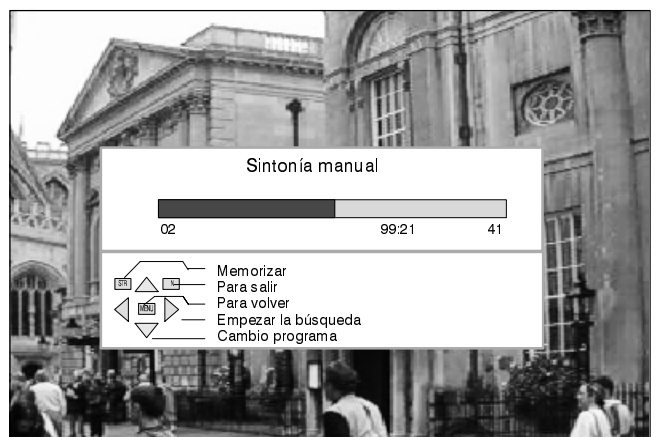 Sintonía manual
02 99:21 41
STR
N
MENU
Memorizar
Para salir
Para volver
Empezar la búsqueda
Cambio programa